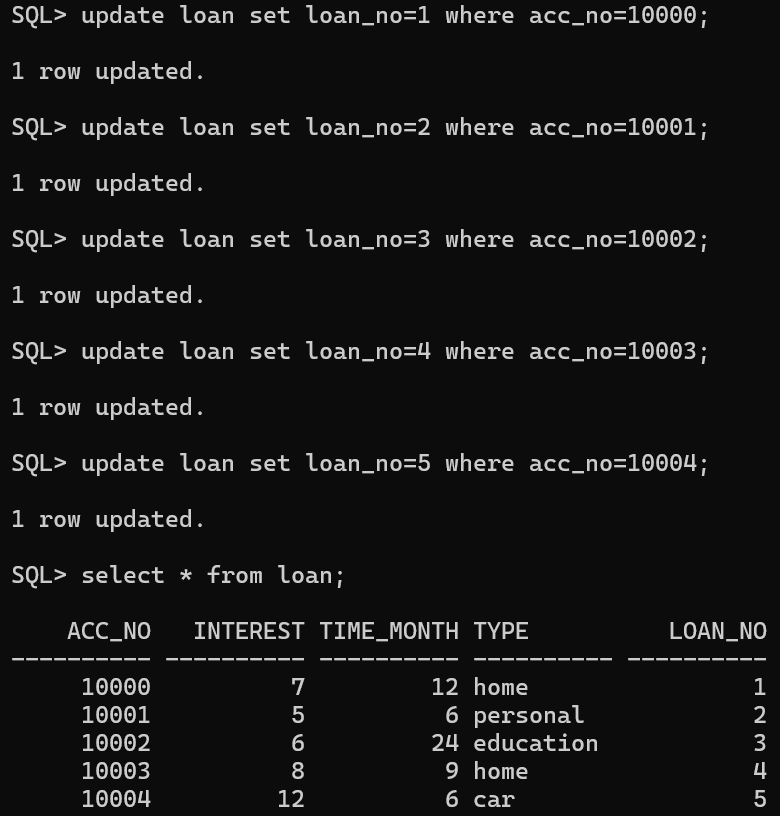 SQL> update loan set loan_no=1 where acc_no=10000;
1 row updated.
SQL> update loan set loan_no=2 where acc_no=10001;
1 row updated.
SQL> update loan set loan_no=3 where acc_no=10002;
1 row updated.
SQL> update loan set loan_no=4 where acc_no=10003;
1 row updated.
SQL> update loan set loan_no=5 where acc_no=10004;
1 row updated.
SQL> select * from loan;
    ACC_NO   INTEREST TIME_MONTH TYPE          LOAN_NO
---------- ---------- ---------- ---------- ----------
     10000          7         12 home                1
     10001          5          6 personal            2
     10002          6         24 education           3
     10003          8          9 home                4
     10004         12          6 car                 5